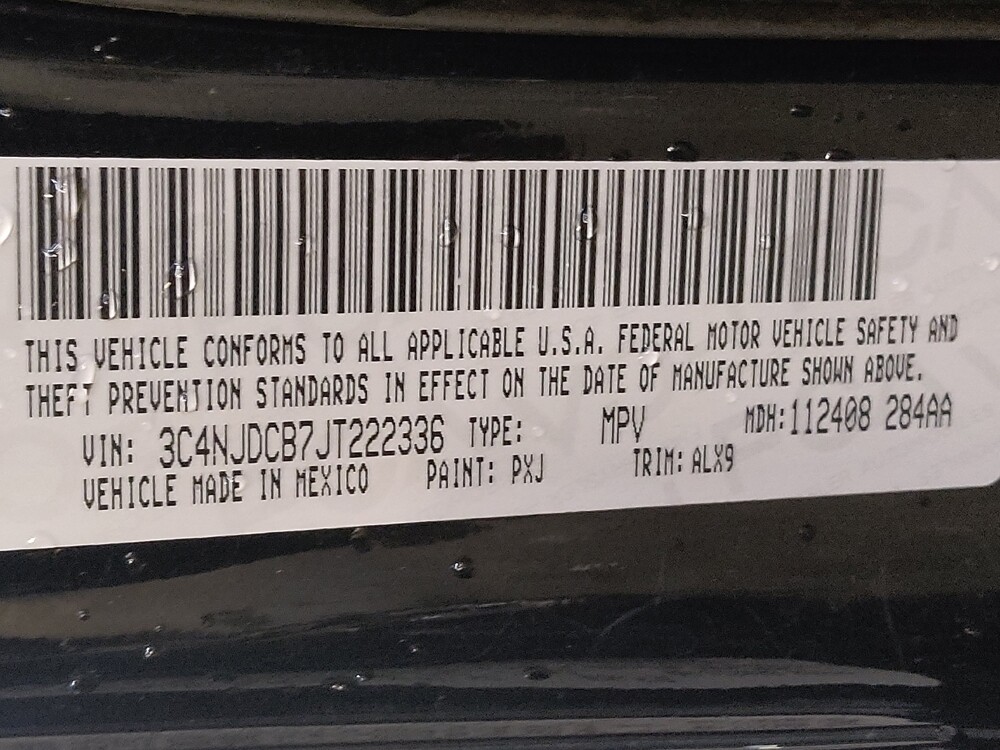 THIS VEHICLE CONFORMS TO ALL APPLICABLE U.S.A. FEDERAL MOTOR VEHICLE SAFETY AND
THEFT PREVENTION STANDARDS IN EFFECT ON THE DATE OF MANUFACTURE SHOWN ABOVE.
VIN: 3C4NJDCB7JT222336 TYPE: MPV MDH:112408 284AA
VEHICLE MADE IN MEXICO PAINT: PXJ TRIM: ALX9